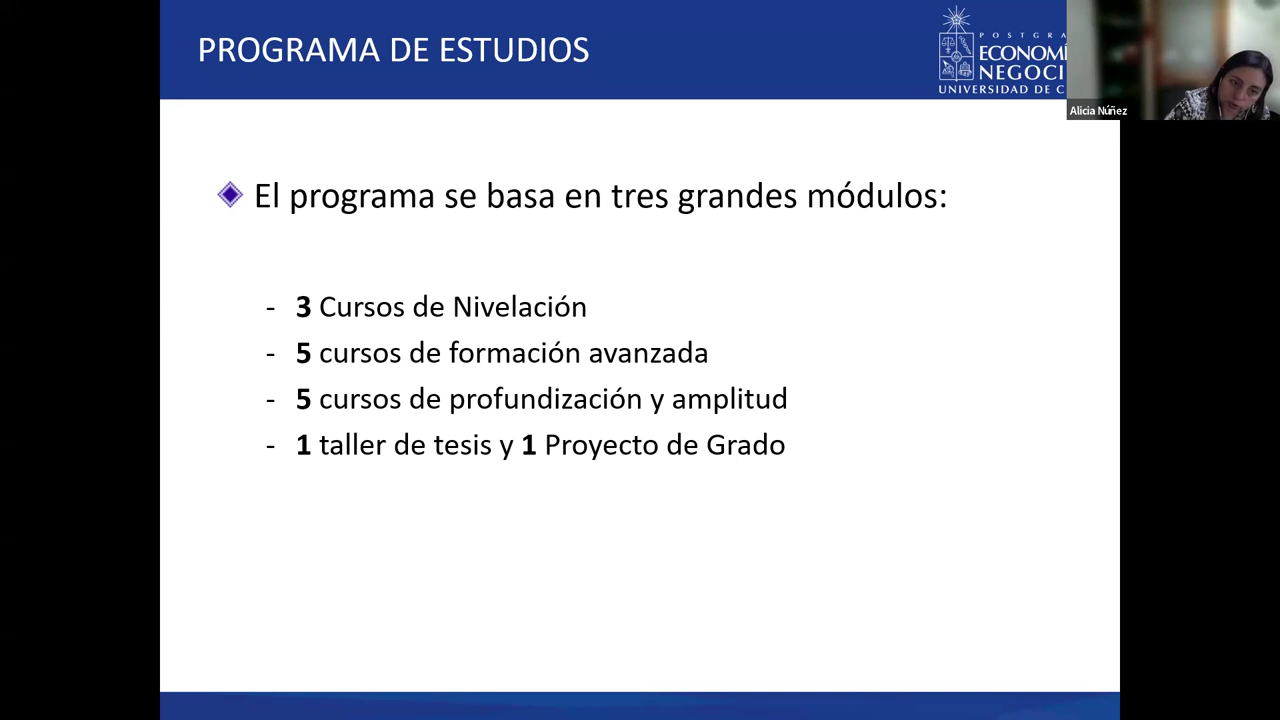 PROGRAMA DE ESTUDIOS
POSTGRA
ECONOMÍ
NEGOCI
UNIVERSIDAD DE C
Alicia Núñez
El programa se basa en tres grandes módulos:
- 3 Cursos de Nivelación
- 5 cursos de formación avanzada
- 5 cursos de profundización y amplitud
- 1 taller de tesis y 1 Proyecto de Grado